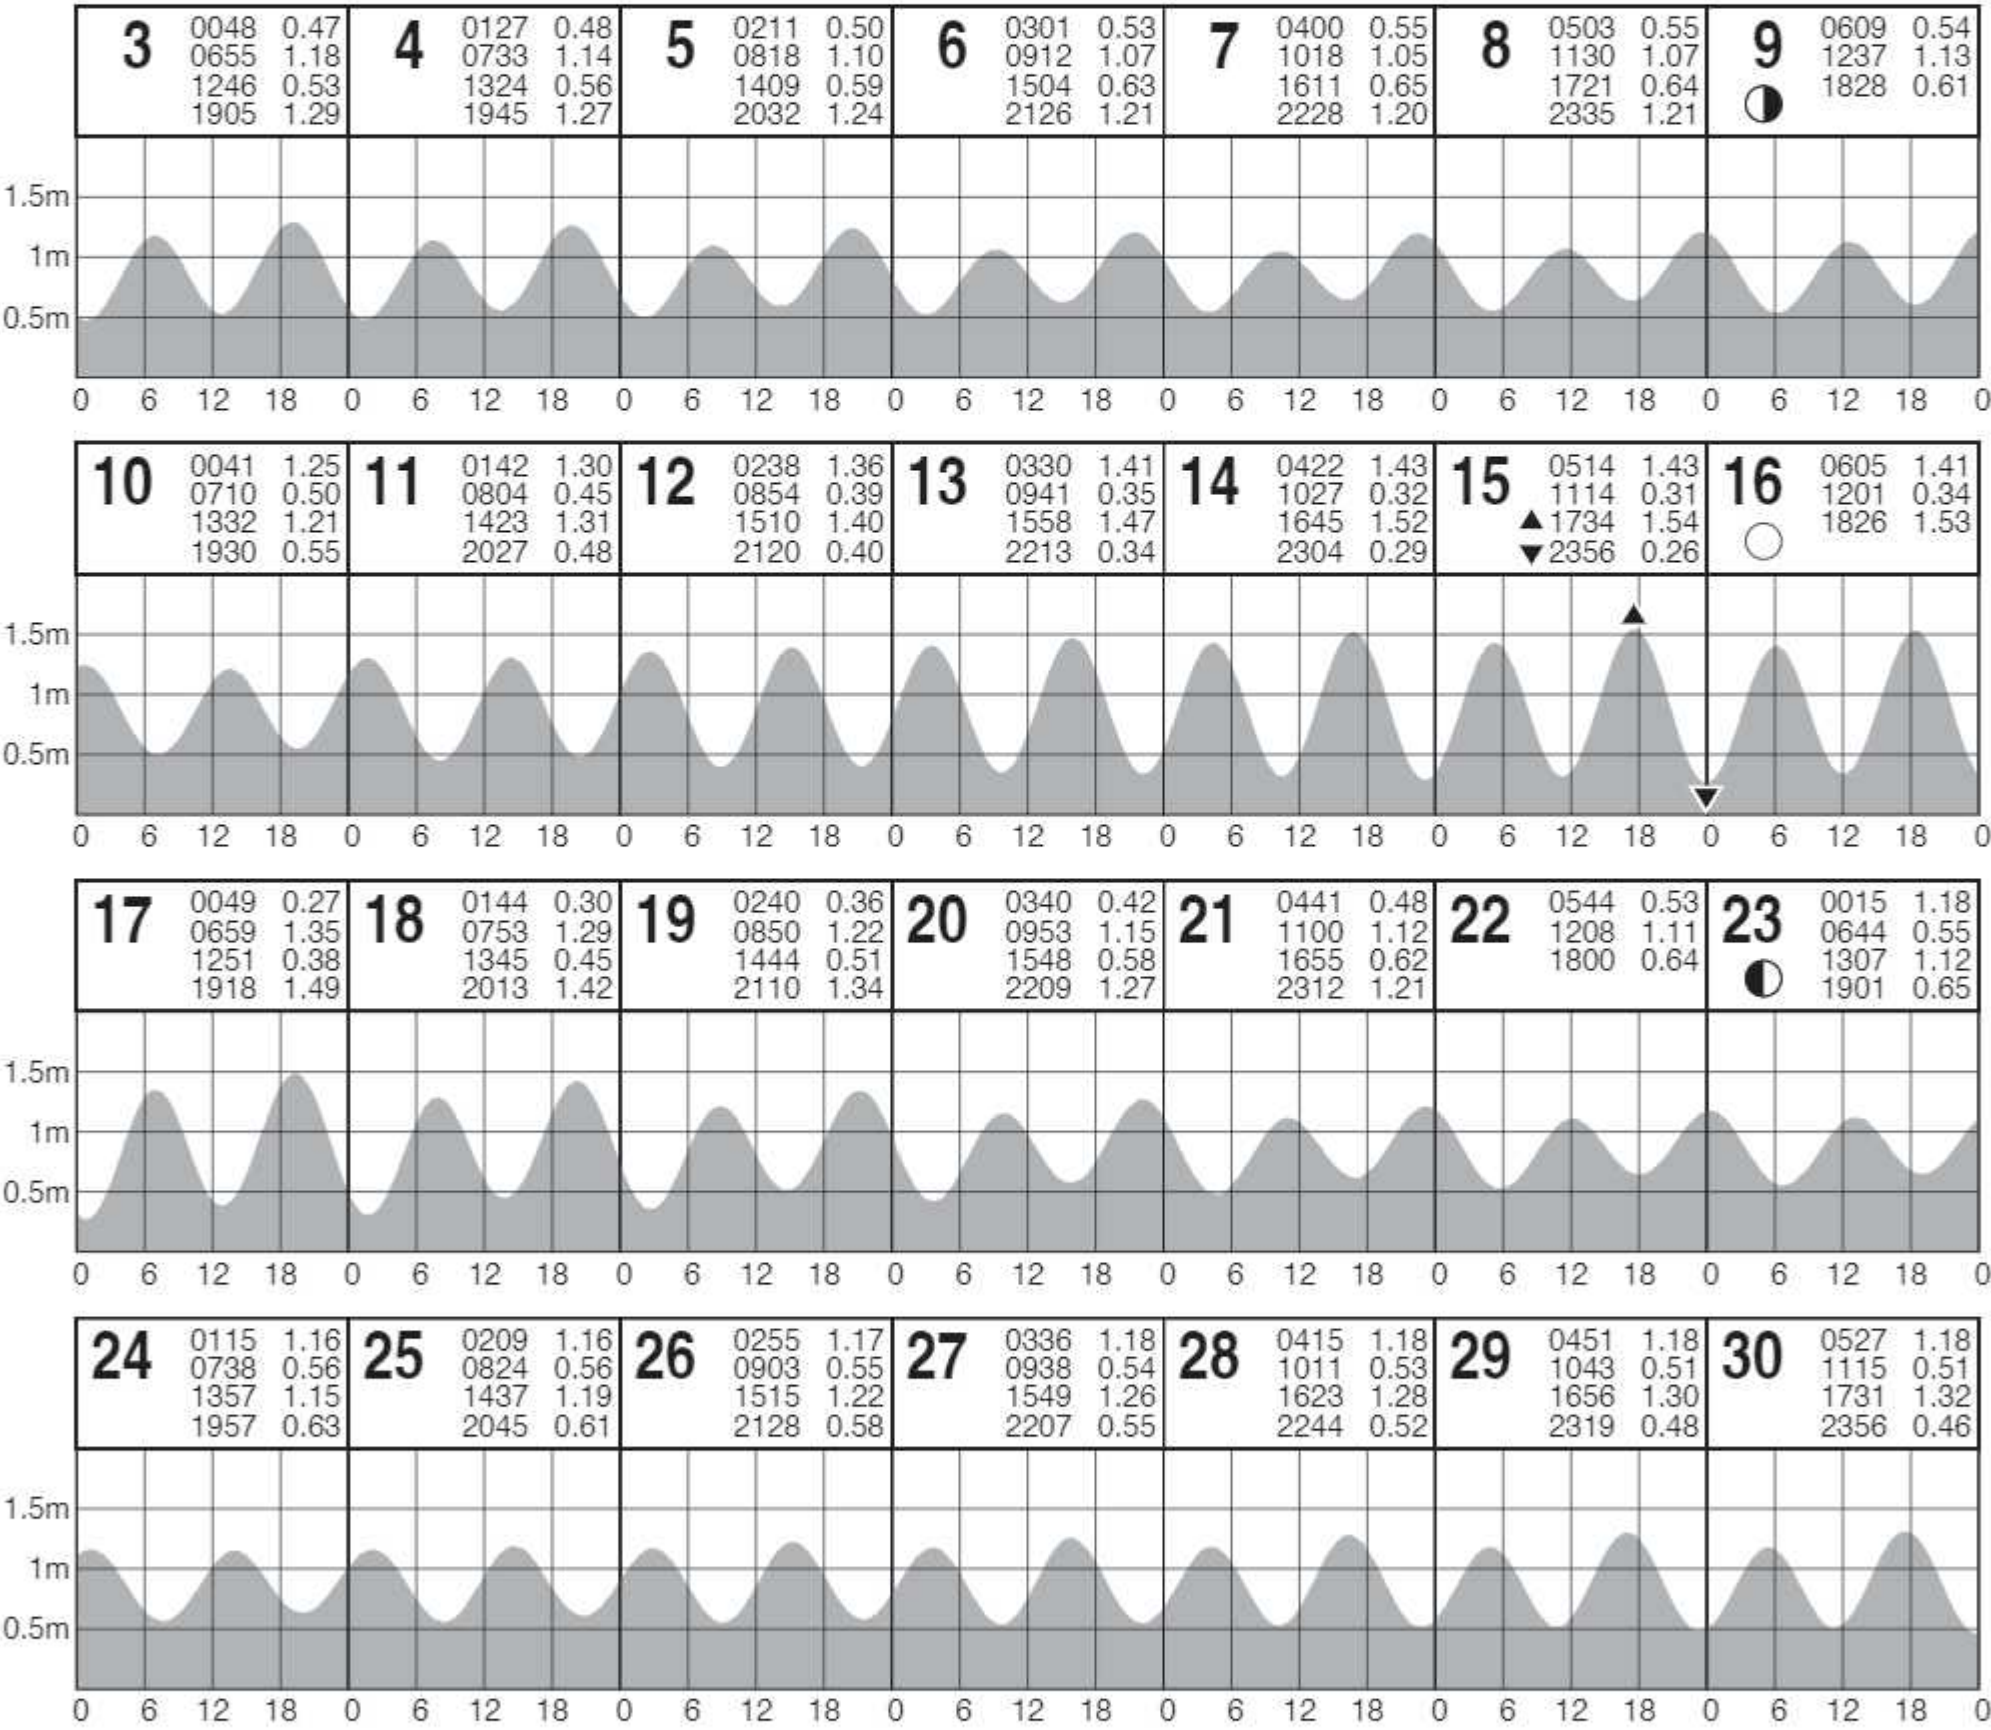 3 0048 0.47 4 0127 0.48 5 0211 0.50 6 0301 0.53 7 0400 0.55 8 0503 0.55 9 0609 0.54
0655 1.18 0733 1.14 0818 1.10 0912 1.07 1018 1.05 1130 1.07 1237 1.13
1246 0.53 1324 0.56 1409 0.59 1504 0.63 1611 0.65 1721 0.64 1828 0.61
1905 1.29 1945 1.27 2032 1.24 2126 1.21 2228 1.20 2335 1.21
1.5m
1m
0.5m
0 6 12 18 0 6 12 18 0 6 12 18 0 6 12 18 0 6 12 18 0 6 12 18 0 6 12 18 0
10 0041 1.25 11 0142 1.30 12 0238 1.36 13 0330 1.41 14 0422 1.43 15 0514 1.43 16 0605 1.41
0710 0.50 0804 0.45 0854 0.39 0941 0.35 1027 0.32 1114 0.31 1201 0.34
1332 1.21 1423 1.31 1510 1.40 1558 1.47 1645 1.52 ▲ 1734 1.54 1826 1.53
1930 0.55 2027 0.48 2120 0.40 2213 0.34 2304 0.29 ▼ 2356 0.26
1.5m
1m
0.5m
0 6 12 18 0 6 12 18 0 6 12 18 0 6 12 18 0 6 12 18 0 6 12 18 0 6 12 18 0
17 0049 0.27 18 0144 0.30 19 0240 0.36 20 0340 0.42 21 0441 0.48 22 0544 0.53 23 0015 1.18
0659 1.35 0753 1.29 0850 1.22 0953 1.15 1100 1.12 1208 1.11 0644 0.55
1251 0.38 1345 0.45 1444 0.51 1548 0.58 1655 0.62 1800 0.64 1307 1.12
1918 1.49 2013 1.42 2110 1.34 2209 1.27 2312 1.21 1901 0.65
1.5m
1m
0.5m
0 6 12 18 0 6 12 18 0 6 12 18 0 6 12 18 0 6 12 18 0 6 12 18 0 6 12 18 0
24 0115 1.16 25 0209 1.16 26 0255 1.17 27 0336 1.18 28 0415 1.18 29 0451 1.18 30 0527 1.18
0738 0.56 0824 0.56 0903 0.55 0938 0.54 1011 0.53 1043 0.51 1115 0.51
1357 1.15 1437 1.19 1515 1.22 1549 1.26 1623 1.28 1656 1.30 1731 1.32
1957 0.63 2045 0.61 2128 0.58 2207 0.55 2244 0.52 2319 0.48 2356 0.46
1.5m
1m
0.5m
0 6 12 18 0 6 12 18 0 6 12 18 0 6 12 18 0 6 12 18 0 6 12 18 0 6 12 18 0